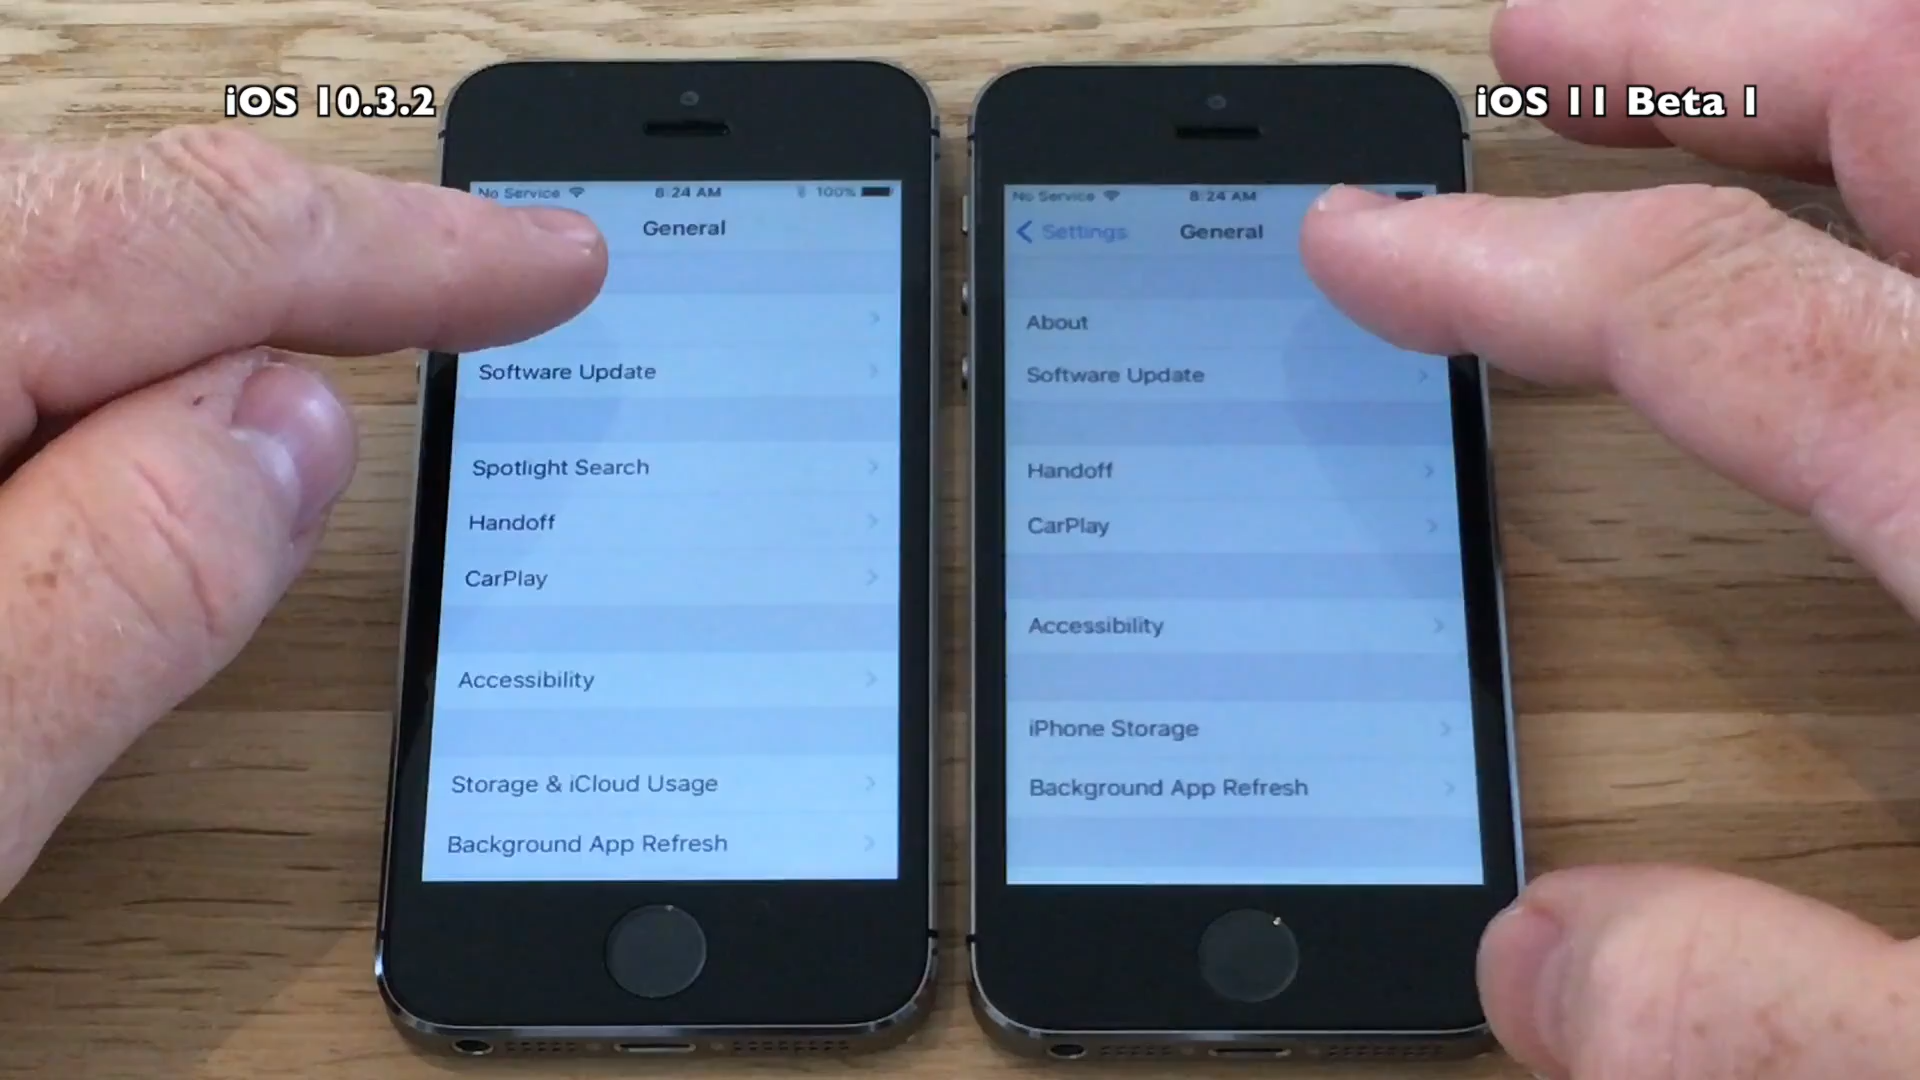 iOS 10.3.2
No Service 8:24 AM 100%
General
Software Update
Spotlight Search
Handoff
CarPlay
Accessibility
Storage & iCloud Usage
Background App Refresh
iOS 11 Beta 1
No Service 8:24 AM
Settings General
About
Software Update
Handoff
CarPlay
Accessibility
iPhone Storage
Background App Refresh